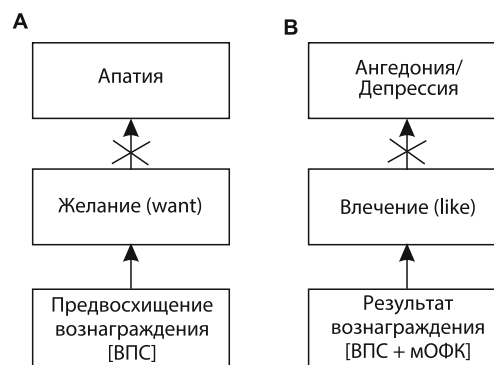 A
Апатия
Желание (want)
Предвосхищение
вознаграждения
[ВПС]
B
Ангедония/
Депрессия
Влечение (like)
Результат
вознаграждения
[ВПС + мОФК]